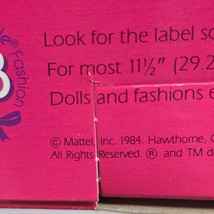 Look for the label
For most 11½" (29.2
Dolls and fashions
Fashion
© Mattel, Inc. 1984. Hawthorne,
All Rights Reserved. ® and TM